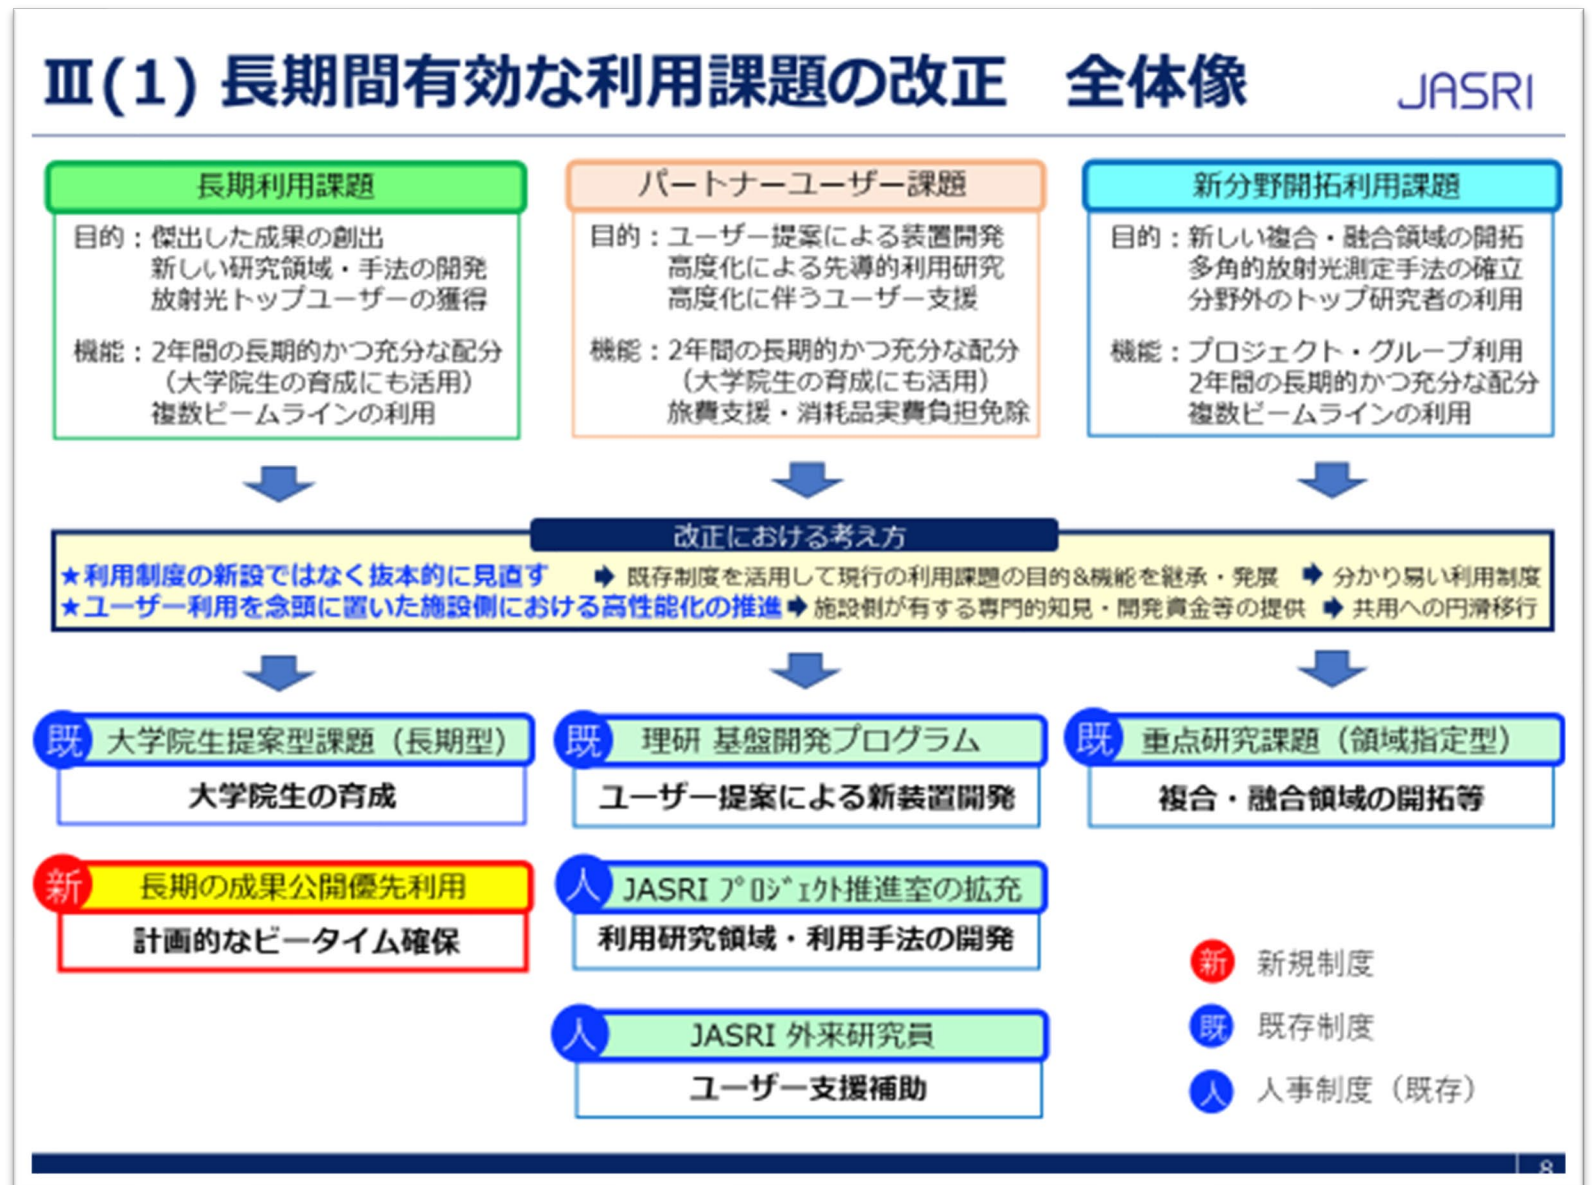 Ⅲ(1) 長期間有効な利用課題の改正　全体像
JASRI
長期利用課題
目的：傑出した成果の創出
新しい研究領域・手法の開発
放射光トップユーザーの獲得
機能：2年間の長期的かつ充分な配分
（大学院生の育成にも活用）
複数ビームラインの利用
パートナーユーザー課題
目的：ユーザー提案による装置開発
高度化による先導的利用研究
高度化に伴うユーザー支援
機能：2年間の長期的かつ充分な配分
（大学院生の育成にも活用）
旅費支援・消耗品実費負担免除
新分野開拓利用課題
目的：新しい複合・融合領域の開拓
多角的放射光測定手法の確立
分野外のトップ研究者の利用
機能：プロジェクト・グループ利用
2年間の長期的かつ充分な配分
複数ビームラインの利用
改正における考え方
★利用制度の新設ではなく抜本的に見直す　➡ 既存制度を活用して現行の利用課題の目的&機能を継承・発展　➡ 分かり易い利用制度
★ユーザー利用を念頭に置いた施設側における高性能化の推進➡ 施設側が有する専門的知見・開発資金等の提供　➡ 共用への円滑移行
既 大学院生提案型課題（長期型）
大学院生の育成
新 長期の成果公開優先利用
計画的なビータイム確保
既 理研 基盤開発プログラム
ユーザー提案による新装置開発
人 JASRI ﾌﾟﾛｼﾞｪｸﾄ推進室の拡充
利用研究領域・利用手法の開発
人 JASRI 外来研究員
ユーザー支援補助
既 重点研究課題（領域指定型）
複合・融合領域の開拓等
新 新規制度
既 既存制度
人 人事制度（既存）
8